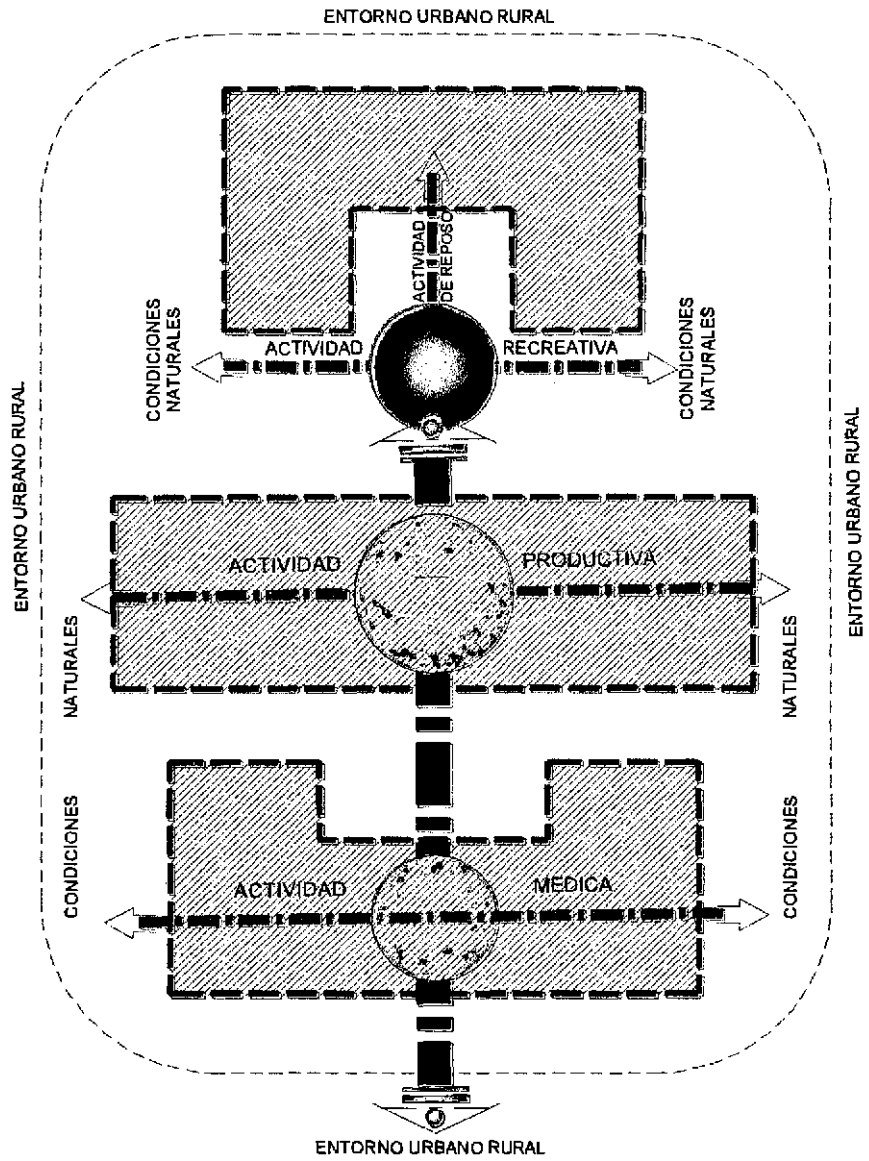 ENTORNO URBANO RURAL
ACTIVIDAD
DE REPOSO
ACTIVIDAD
RECREATIVA
CONDICIONES
NATURALES
CONDICIONES
NATURALES
ENTORNO URBANO RURAL
ENTORNO URBANO RURAL
ACTIVIDAD
PRODUCTIVA
NATURALES
NATURALES
CONDICIONES
CONDICIONES
ACTIVIDAD
MEDICA.
ENTORNO URBANO RURAL